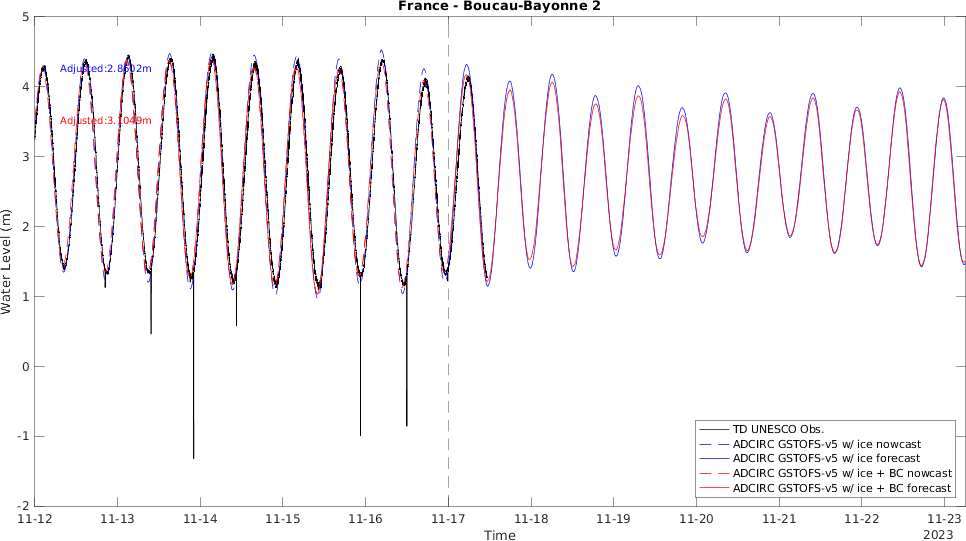 France - Boucau-Bayonne 2
5
4
3
2
1
0
-1
-2
Water Level (m)
Adjusted:2.8602m
Adjusted:3.1049m
TD UNESCO Obs.
ADCIRC GSTOFS-v5 w/ ice nowcast
ADCIRC GSTOFS-v5 w/ ice forecast
ADCIRC GSTOFS-v5 w/ ice + BC nowcast
ADCIRC GSTOFS-v5 w/ ice + BC forecast
11-12 11-13 11-14 11-15 11-16 11-17 11-18 11-19 11-20 11-21 11-22 11-23
Time
2023